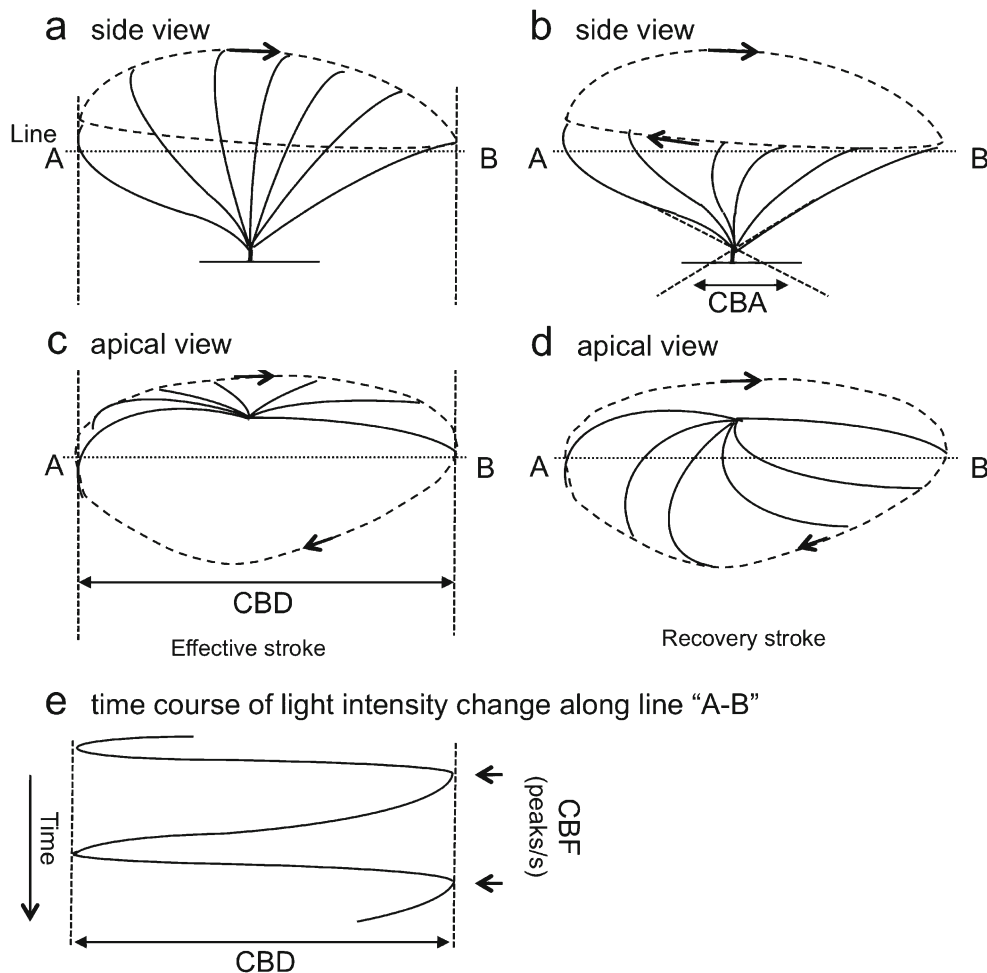 a side view
b side view
Line
A
B
A
B
CBA
c apical view
d apical view
A
B
A
B
CBD
Effective stroke
Recovery stroke
e time course of light intensity change along line “A-B”
Time
CBF
(peaks/s)
CBD